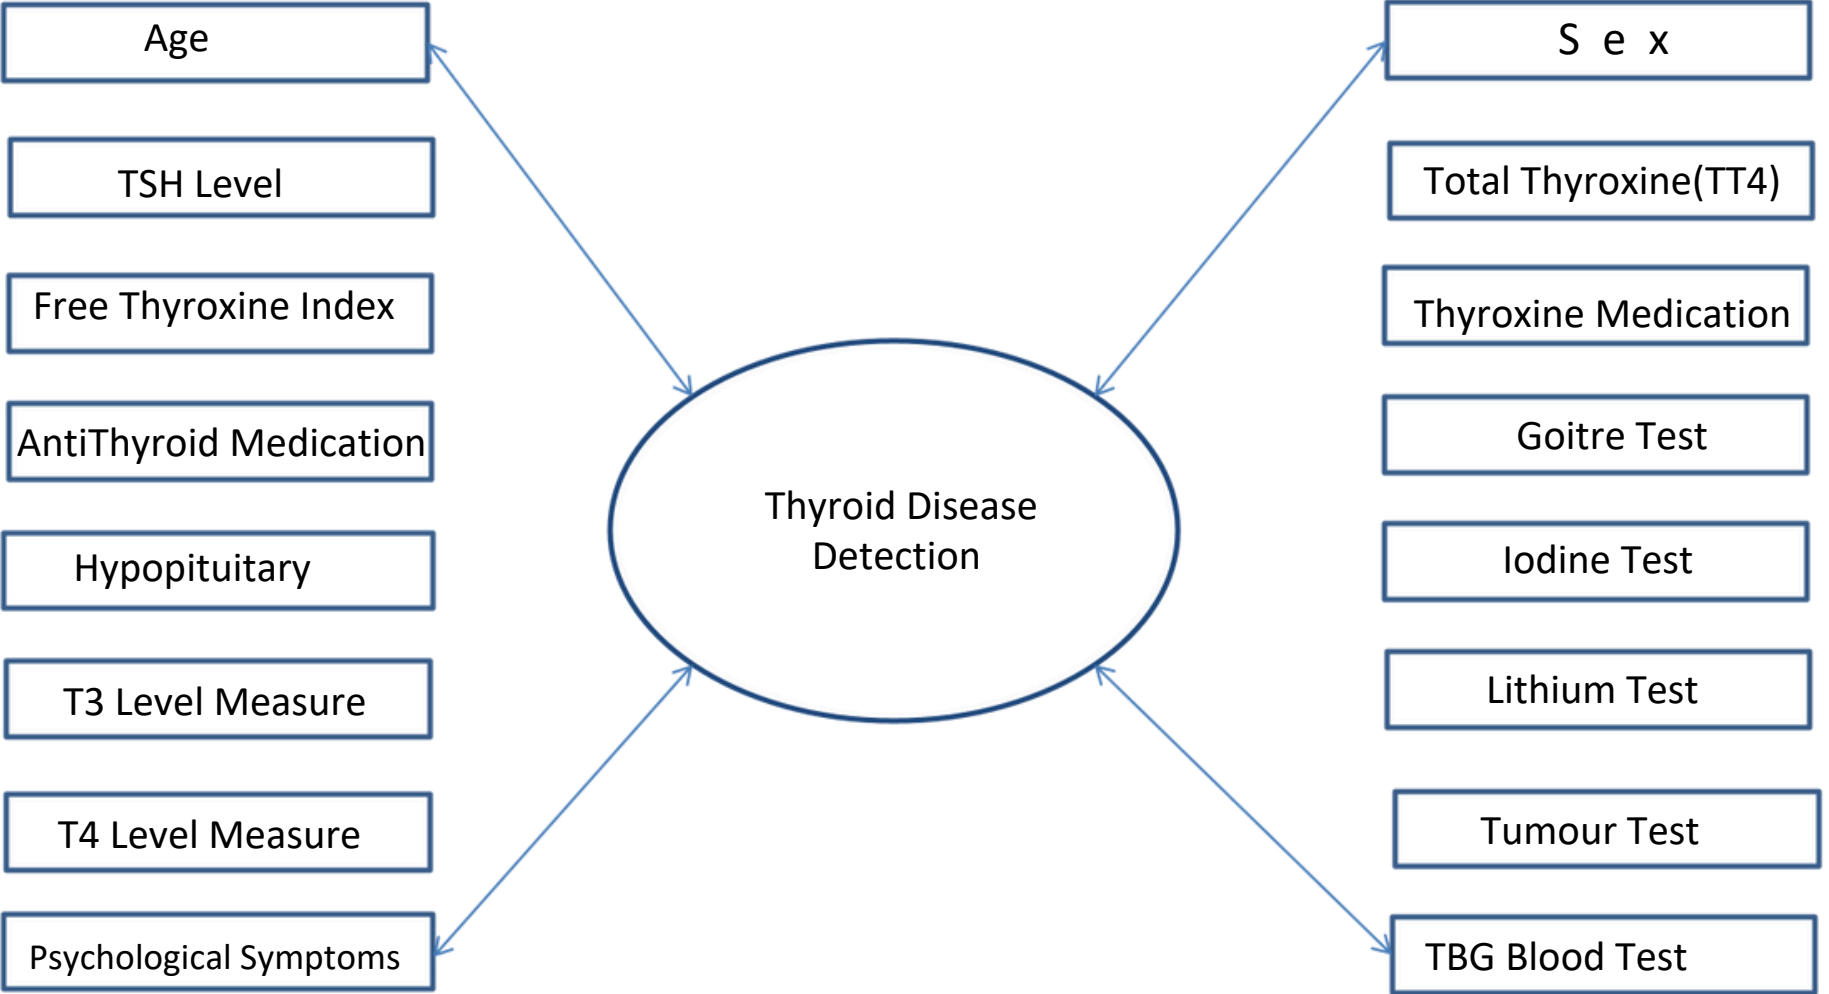 Age
TSH Level
Free Thyroxine Index
AntiThyroid Medication
Hypopituitary
T3 Level Measure
T4 Level Measure
Psychological Symptoms
Thyroid Disease
Detection
S e x
Total Thyroxine(TT4)
Thyroxine Medication
Goitre Test
Iodine Test
Lithium Test
Tumour Test
TBG Blood Test